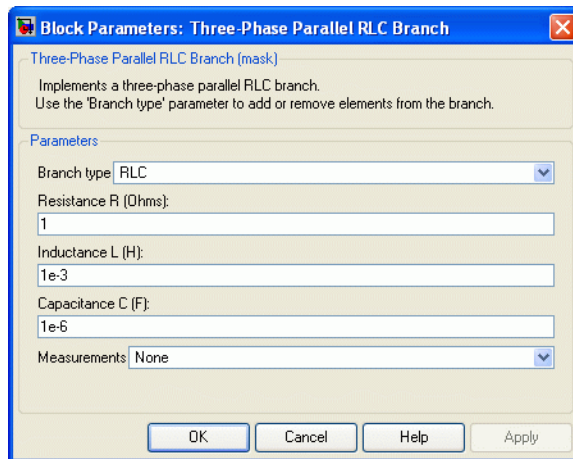 Block Parameters: Three-Phase Parallel RLC Branch
Three-Phase Parallel RLC Branch (mask)
Implements a three-phase parallel RLC branch.
Use the 'Branch type' parameter to add or remove elements from the branch.
Parameters
Branch type RLC
Resistance R (Ohms):
1
Inductance L (H):
1e-3
Capacitance C (F):
1e-6
Measurements None
OK Cancel Help Apply